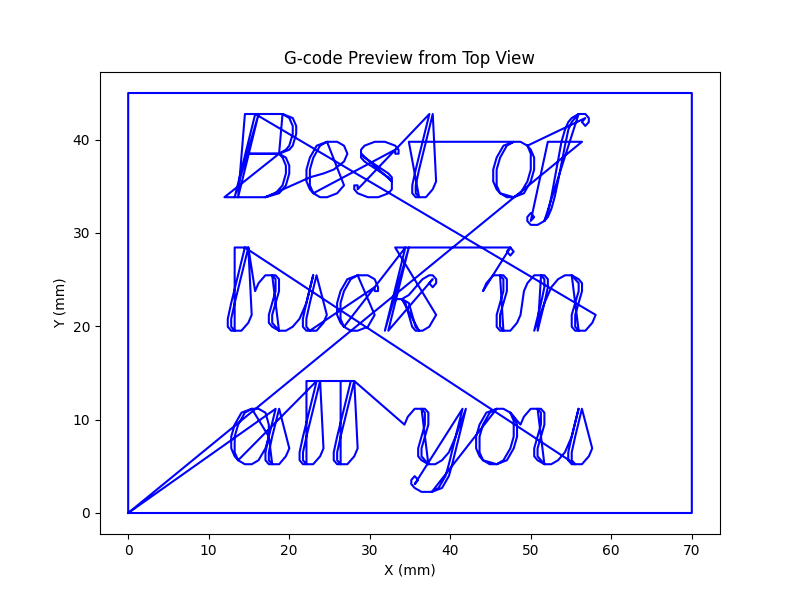 G-code Preview from Top View
Best of
luck in
all you
40
30
20
10
0
Y (mm)
0 10 20 30 40 50 60 70
X (mm)